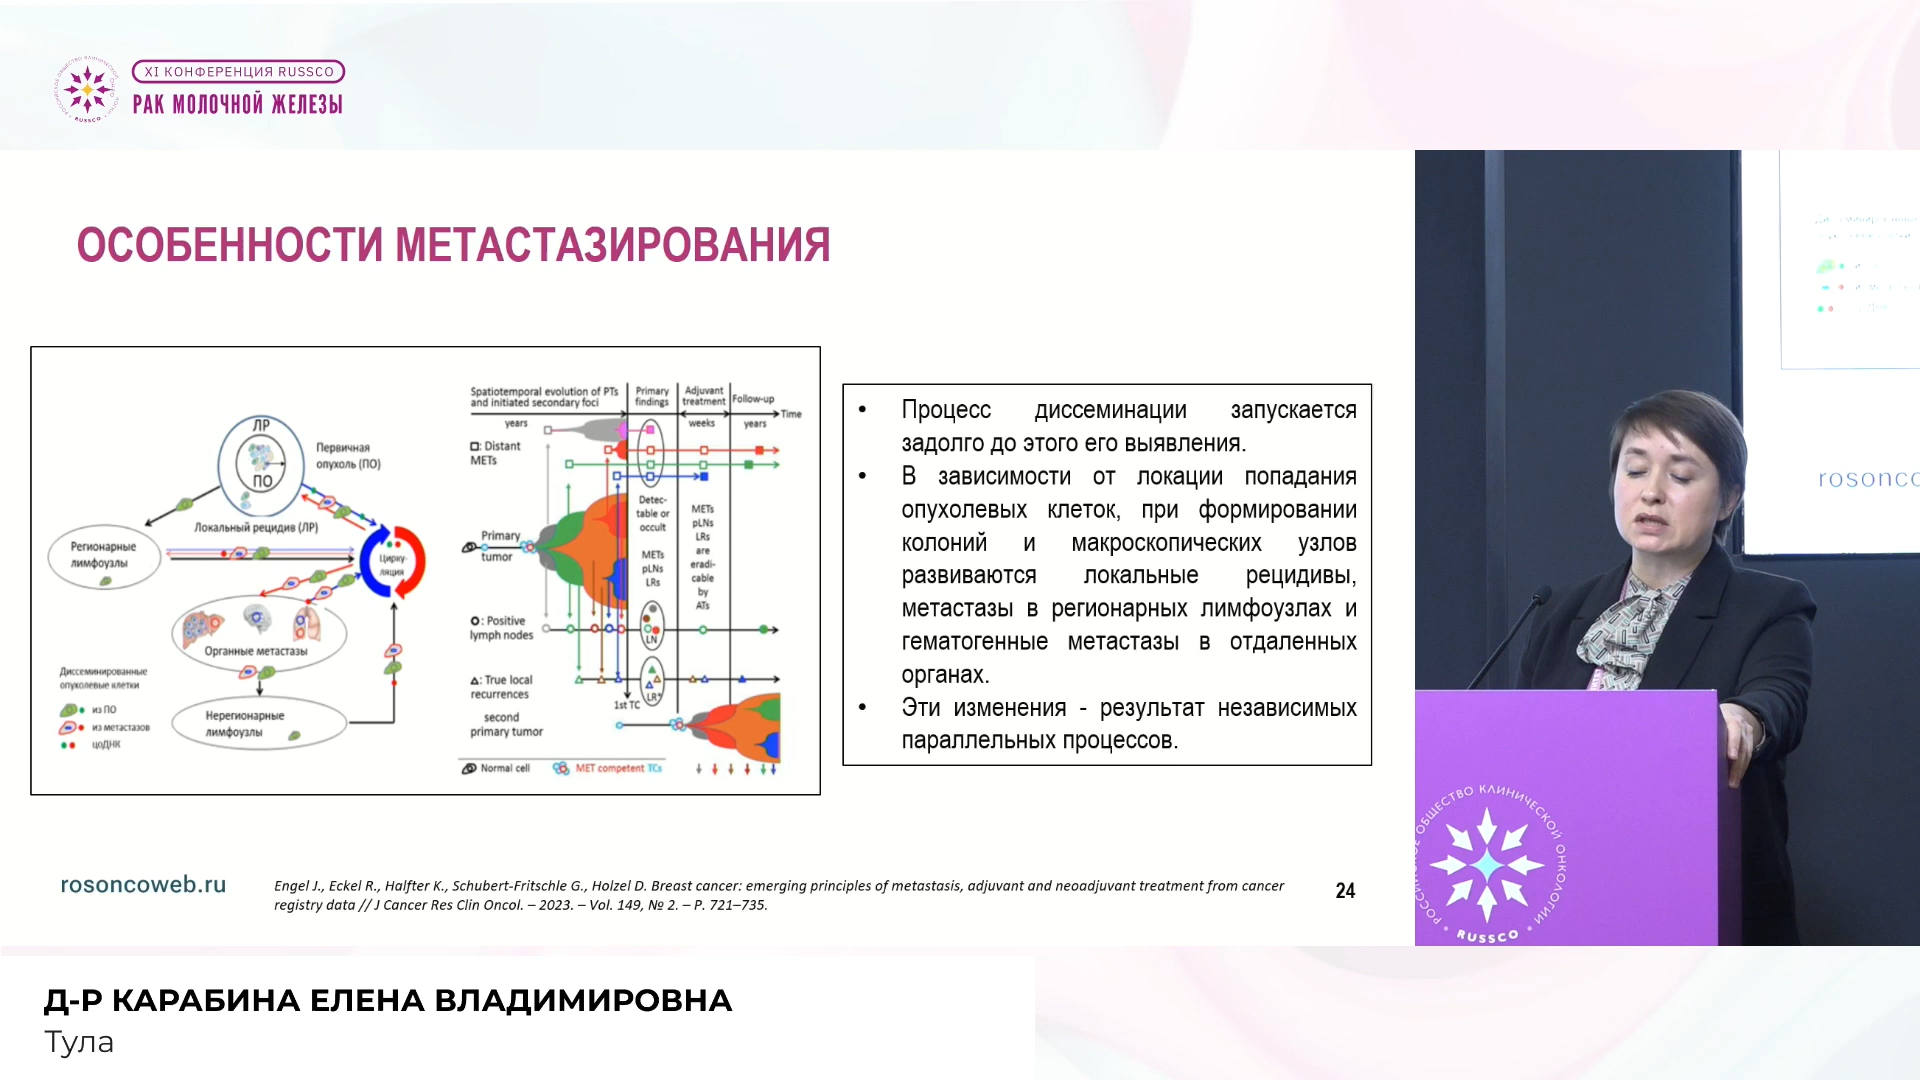 XI КОНФЕРЕНЦИЯ RUSSCO
РАК МОЛОЧНОЙ ЖЕЛЕЗЫ
ОСОБЕННОСТИ МЕТАСТАЗИРОВАНИЯ
ЛР
ПО
Первичная
опухоль (ПО)
Локальный рецидив (ЛР)
Регионарные
лимфоузлы
Цирку-
ляция
Органные метастазы
Диссеминированные
опухолевые клетки
из ПО
из метастазов
цоДНК
Нерегионарные
лимфоузлы
Spatiotemporal evolution of PTs
and initiated secondary foci
Primary
findings
Adjuvant
treatment
Follow-up
Time
years
weeks
years
: Distant
METs
Detec-
table or
occult
METs
pLNs
LRs
METs
pLNs
LRs
are
eradi-
cable
by
ATs
Primary
tumor
: Positive
lymph nodes
LN
: True local
recurrences
LR*
1st TC
second
primary tumor
Normal cell
MET competent TCs
• Процесс диссеминации запускается
задолго до этого его выявления.
• В зависимости от локации попадания
опухолевых клеток, при формировании
колоний и макроскопических узлов
развиваются локальные рецидивы,
метастазы в регионарных лимфоузлах и
гематогенные метастазы в отдаленных
органах.
• Эти изменения - результат независимых
параллельных процессов.
rosoncoweb.ru
Engel J., Eckel R., Halfter K., Schubert-Fritschle G., Holzel D. Breast cancer: emerging principles of metastasis, adjuvant and neoadjuvant treatment from cancer
registry data // J Cancer Res Clin Oncol. – 2023. – Vol. 149, № 2. – P. 721–735.
24
rosonco
РОССИЙСКОЕ ОБЩЕСТВО КЛИНИЧЕСКОЙ ОНКОЛОГИИ
RUSSCO
Д-Р КАРАБИНА ЕЛЕНА ВЛАДИМИРОВНА
Тула